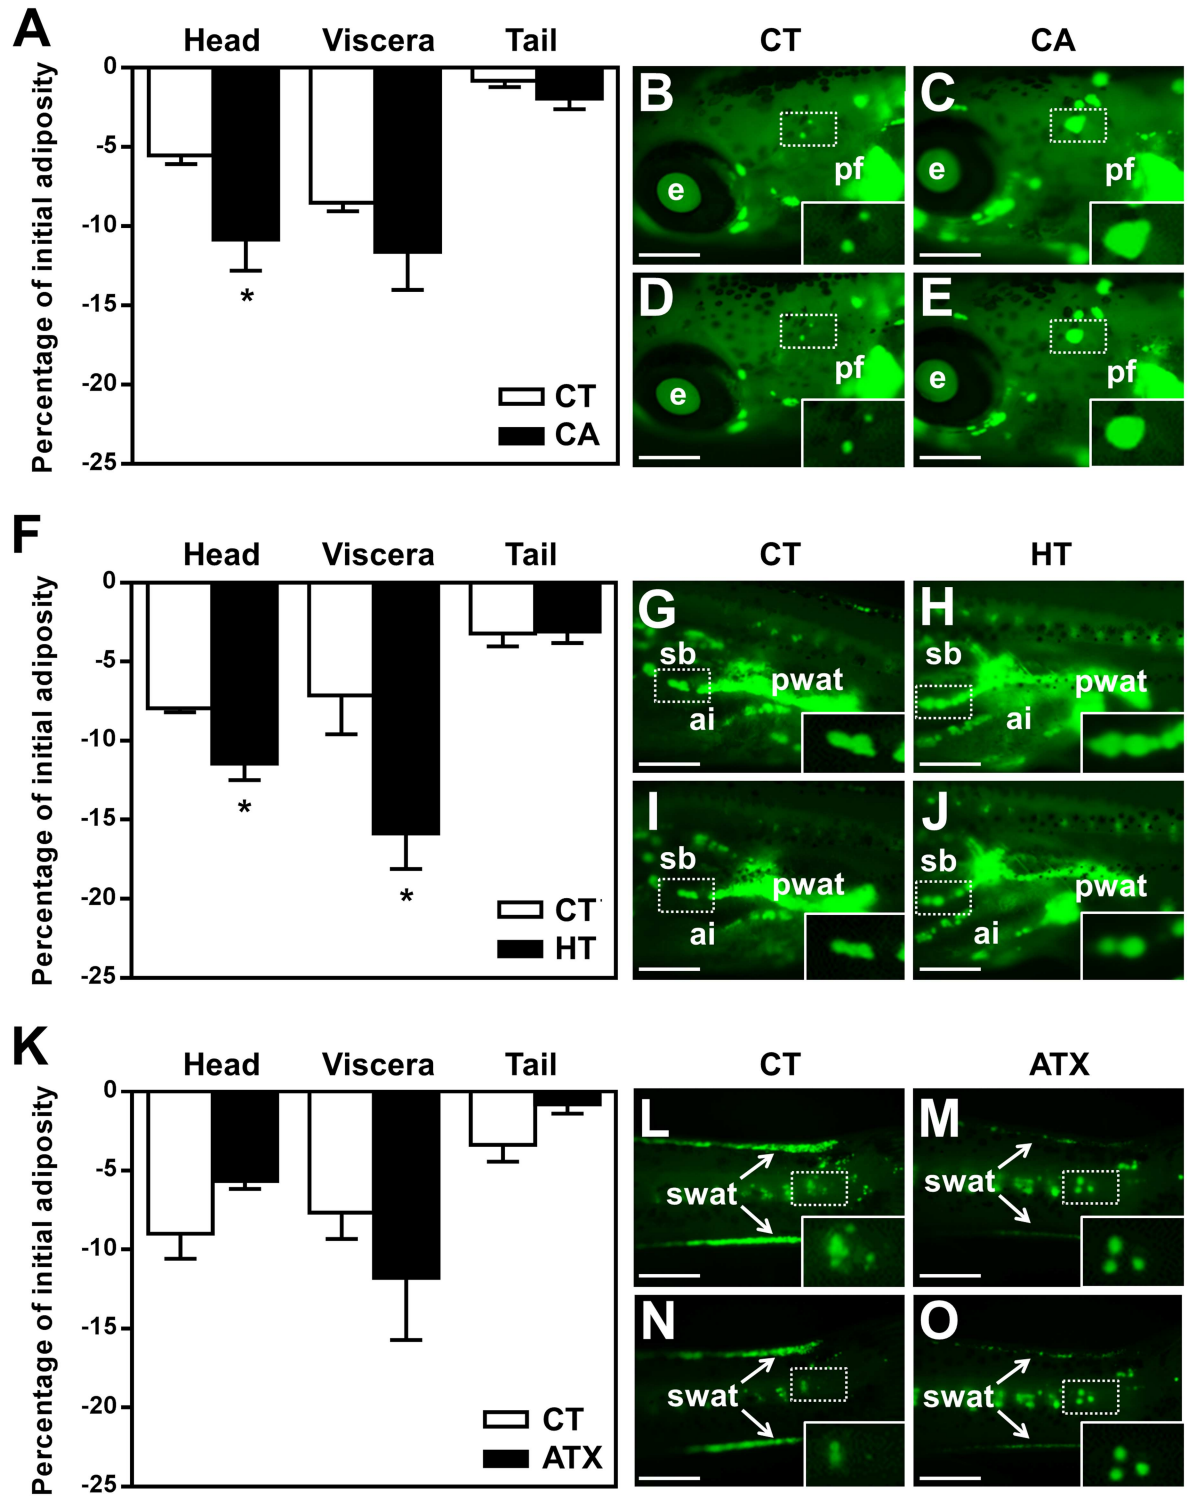 A
Head Viscera Tail
Percentage of initial adiposity
0
-5
-10
-15
-20
-25
*
CT
CA
CT CA
B
e
pf
C
e
pf
D
e
pf
E
e
pf
F
Head Viscera Tail
Percentage of initial adiposity
0
-5
-10
-15
-20
-25
*
*
CT
HT
CT HT
G
sb
pwat
ai
H
sb
pwat
ai
I
sb
pwat
ai
J
sb
pwat
ai
K
Head Viscera Tail
Percentage of initial adiposity
0
-5
-10
-15
-20
-25
CT
ATX
CT ATX
L
swat
M
swat
N
swat
O
swat